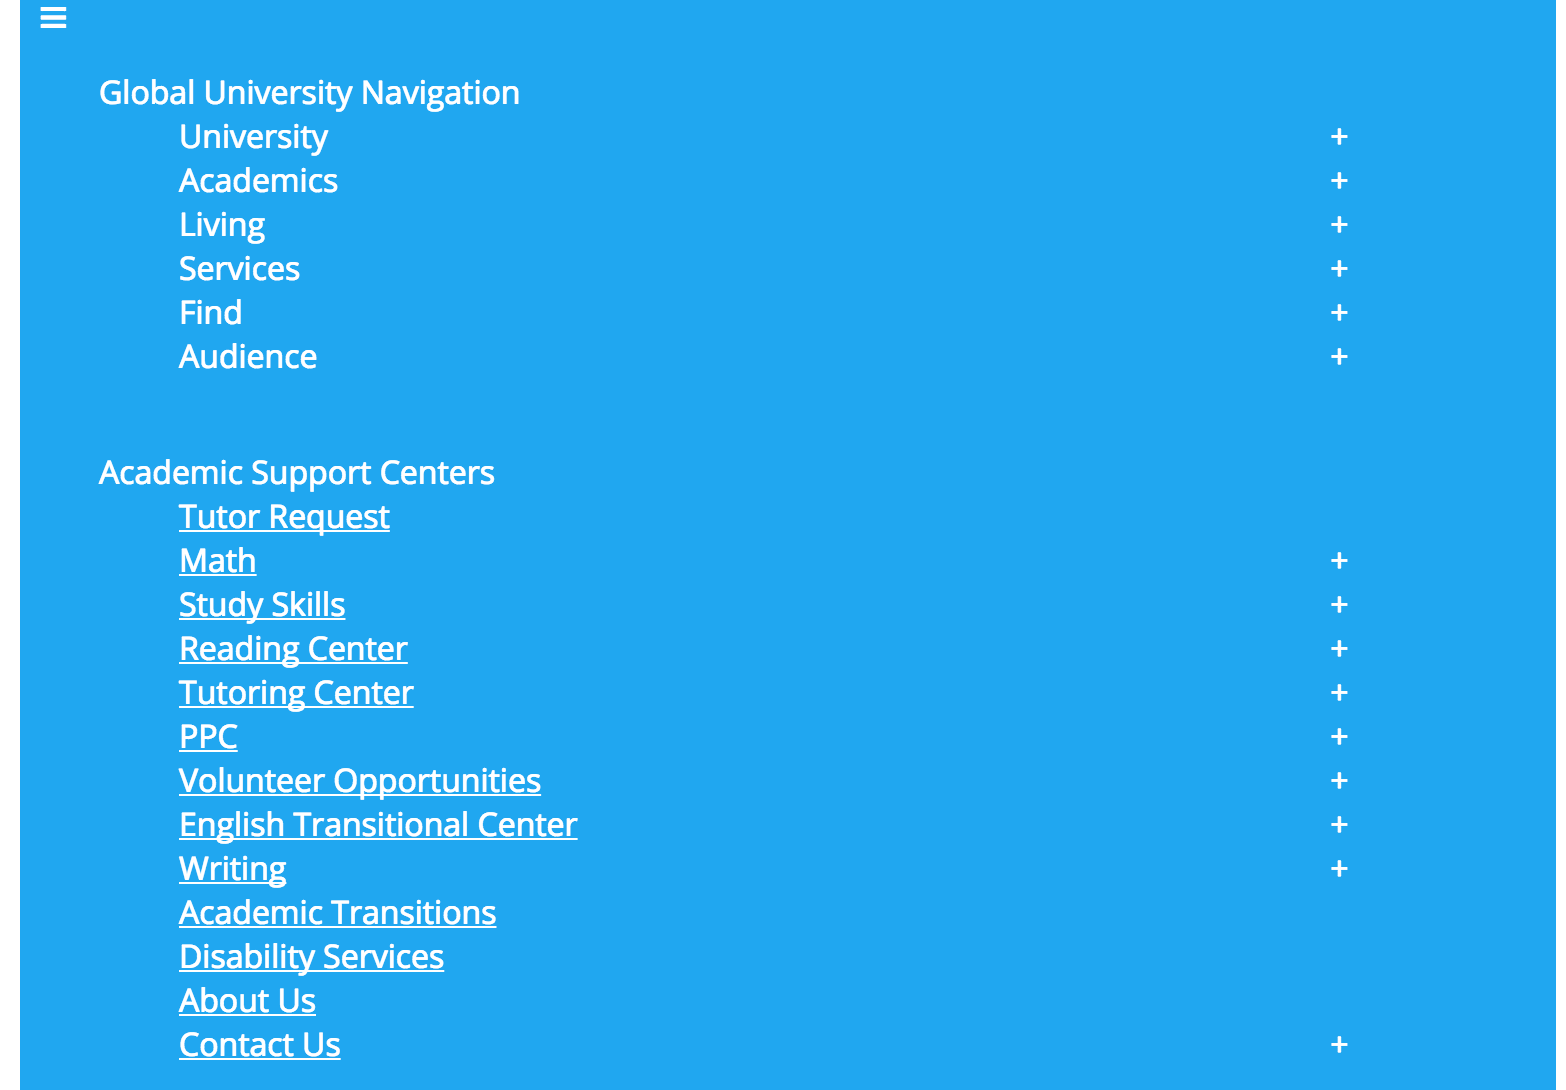 Global University Navigation
University +
Academics +
Living +
Services +
Find +
Audience +
Academic Support Centers
Tutor Request
Math +
Study Skills +
Reading Center +
Tutoring Center +
PPC +
Volunteer Opportunities +
English Transitional Center +
Writing +
Academic Transitions
Disability Services
About Us
Contact Us +